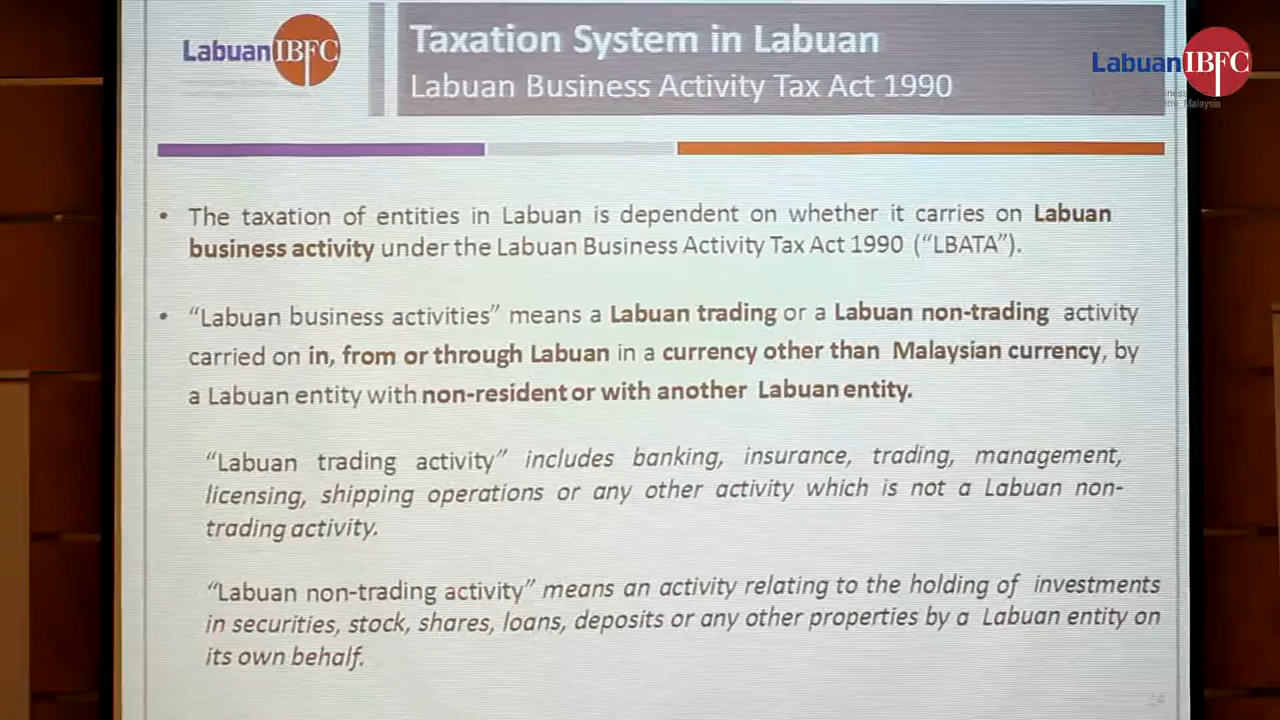 Labuan IBFC
Taxation System in Labuan
Labuan Business Activity Tax Act 1990
Labuan IBFC
Malaysia
• The taxation of entities in Labuan is dependent on whether it carries on Labuan
business activity under the Labuan Business Activity Tax Act 1990 (“LBATA”).
• “Labuan business activities” means a Labuan trading or a Labuan non-trading activity
carried on in, from or through Labuan in a currency other than Malaysian currency, by
a Labuan entity with non-resident or with another Labuan entity.
“Labuan trading activity” includes banking, insurance, trading, management,
licensing, shipping operations or any other activity which is not a Labuan non-
trading activity.
“Labuan non-trading activity” means an activity relating to the holding of investments
in securities, stock, shares, loans, deposits or any other properties by a Labuan entity on
its own behalf.
24